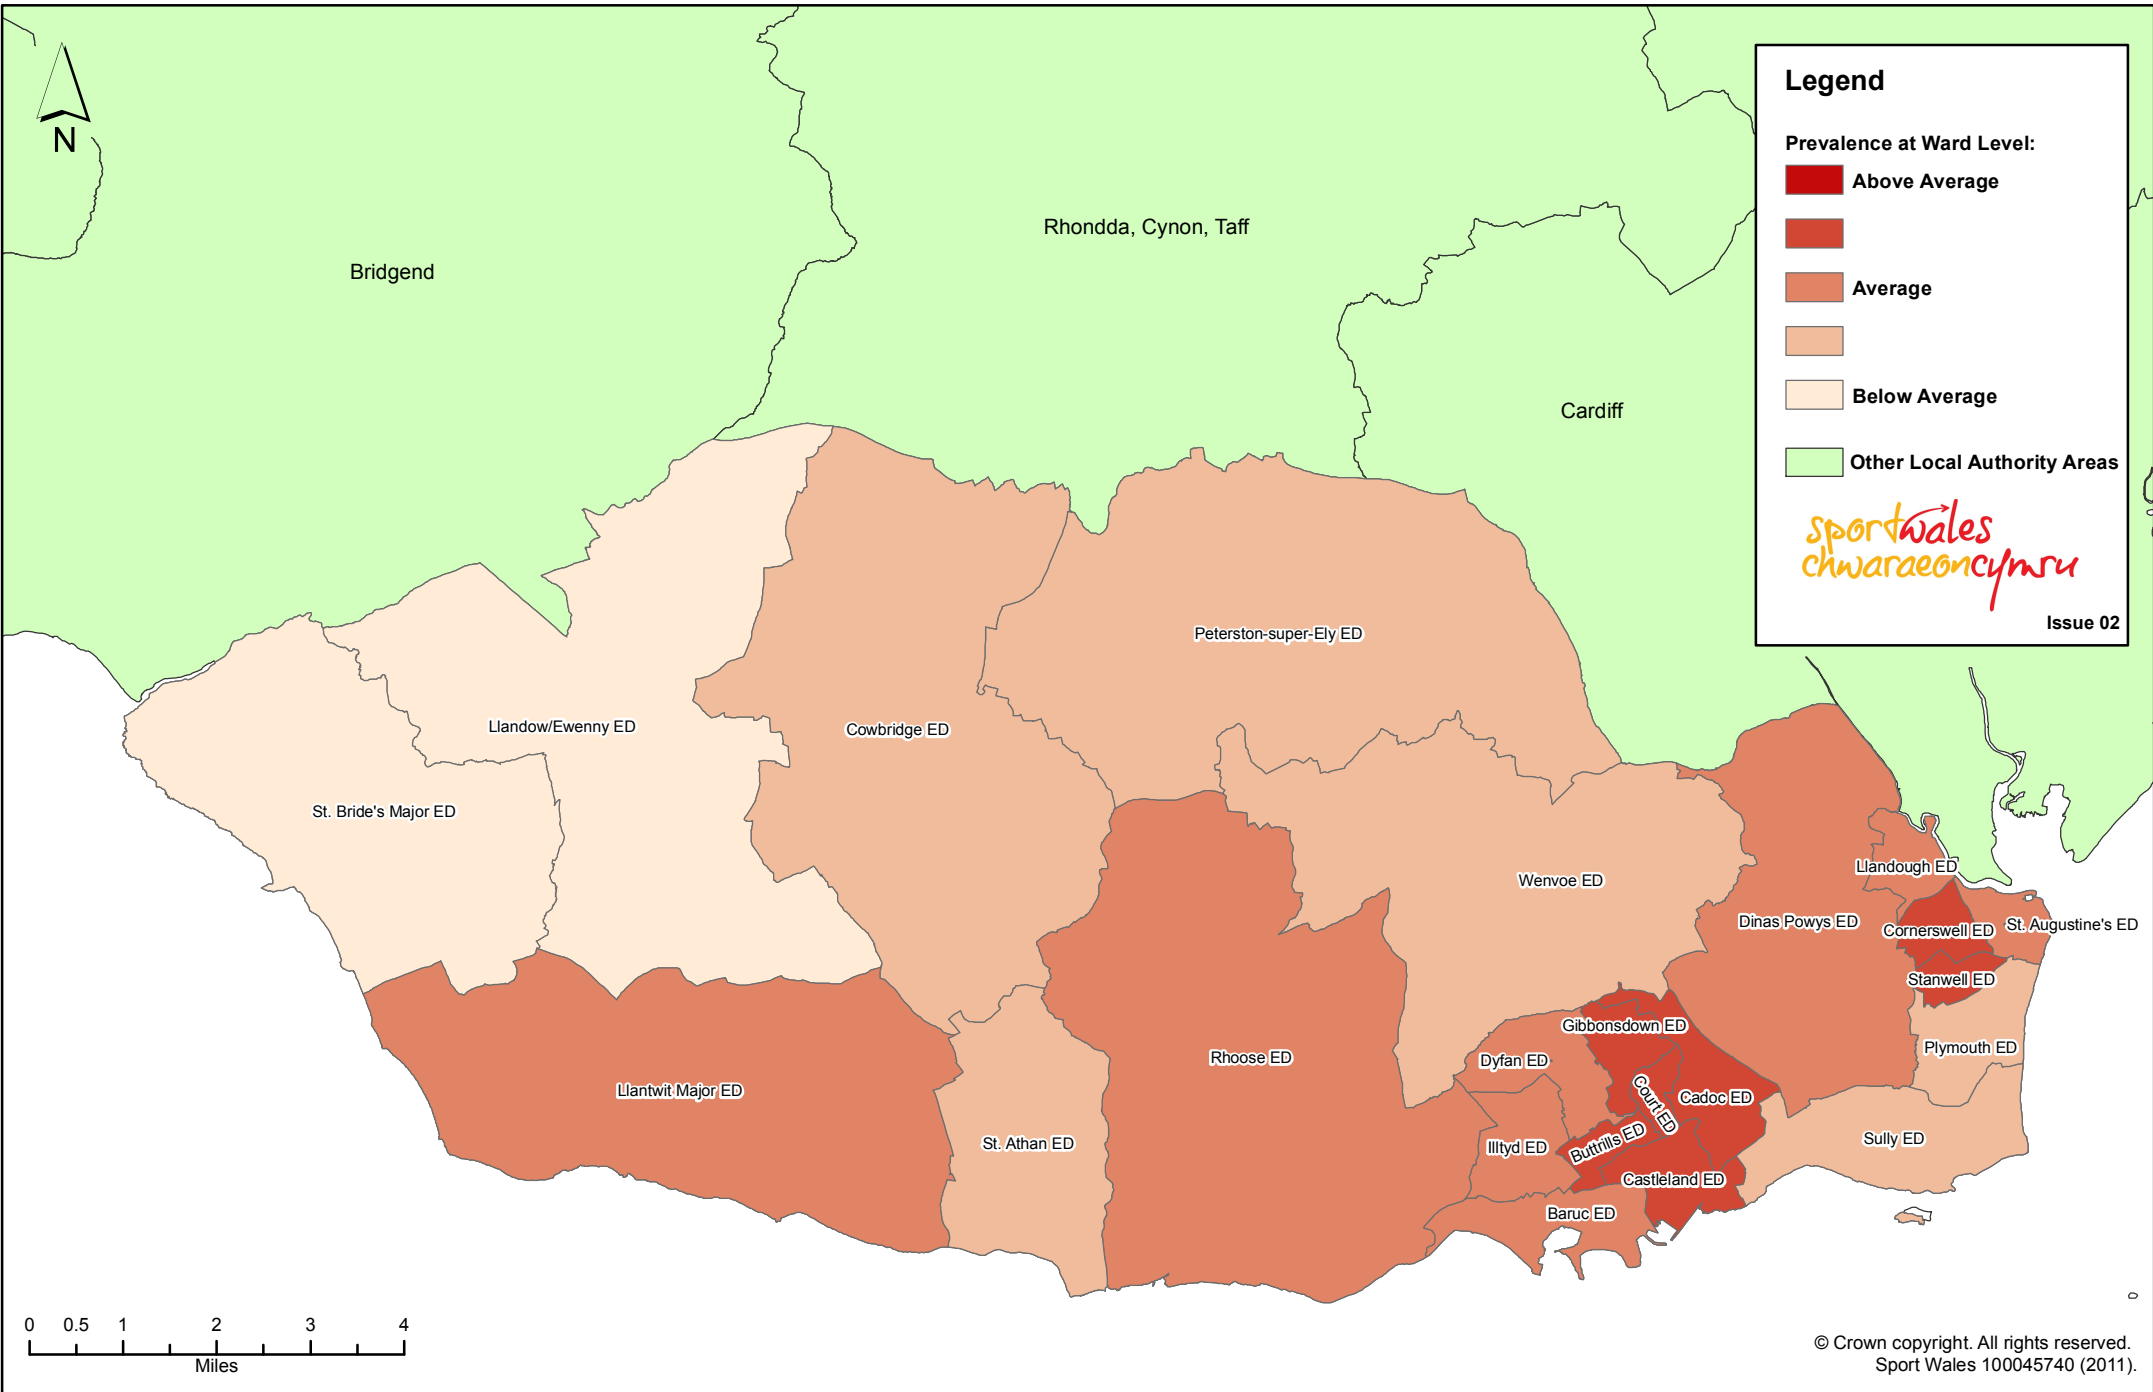 N
Bridgend
Rhondda, Cynon, Taff
Cardiff
Legend
Prevalence at Ward Level:
Above Average
Average
Below Average
Other Local Authority Areas
sportwales
chwaraeoncymru
Issue 02
Peterston-super-Ely ED
Llandow/Ewenny ED
Cowbridge ED
St. Bride's Major ED
Wenvoe ED
Llandough ED
Dinas Powys ED
Cornerswell ED
St. Augustine's ED
Stanwell ED
Gibbonsdown ED
Plymouth ED
Rhoose ED
Dyfan ED
Llantwit Major ED
Court ED
Cadoc ED
St. Athan ED
Illtyd ED
Buttrills ED
Sully ED
Castleland ED
Baruc ED
0 0.5 1 2 3 4
Miles
© Crown copyright. All rights reserved.
Sport Wales 100045740 (2011).